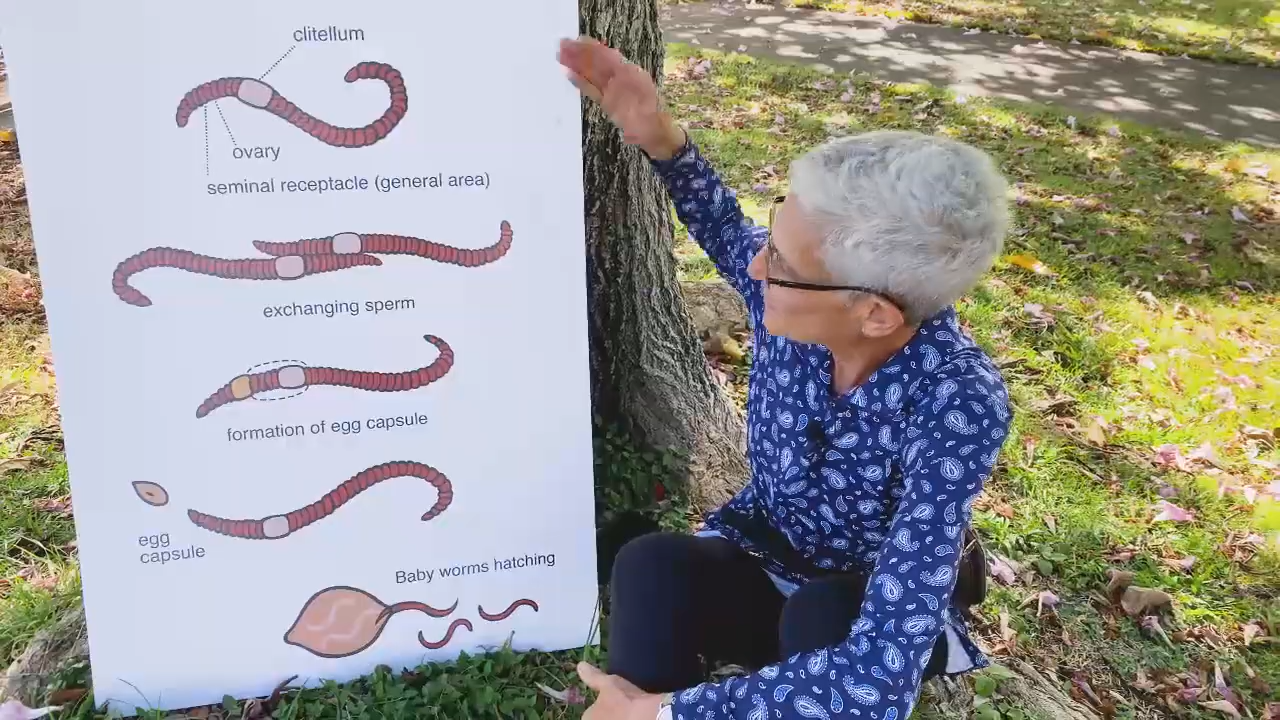 clitellum
ovary
seminal receptacle (general area)
exchanging sperm
formation of egg capsule
egg
capsule
Baby worms hatching